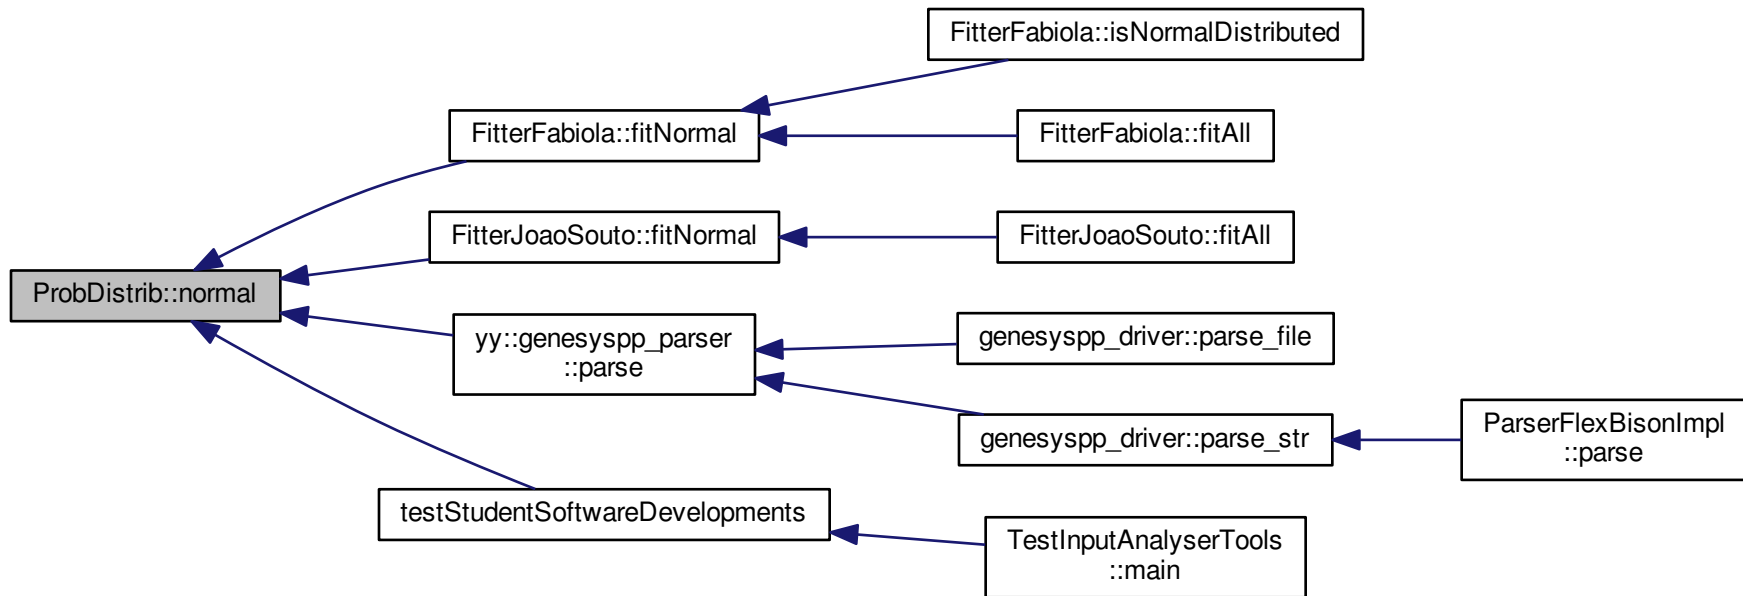 FitterFabiola::isNormalDistributed
FitterFabiola::fitNormal
FitterFabiola::fitAll
FitterJoaoSouto::fitNormal
FitterJoaoSouto::fitAll
ProbDistrib::normal
yy::genesyspp_parser
::parse
genesyspp_driver::parse_file
genesyspp_driver::parse_str
ParserFlexBisonImpl
::parse
testStudentSoftwareDevelopments
TestInputAnalyserTools
::main